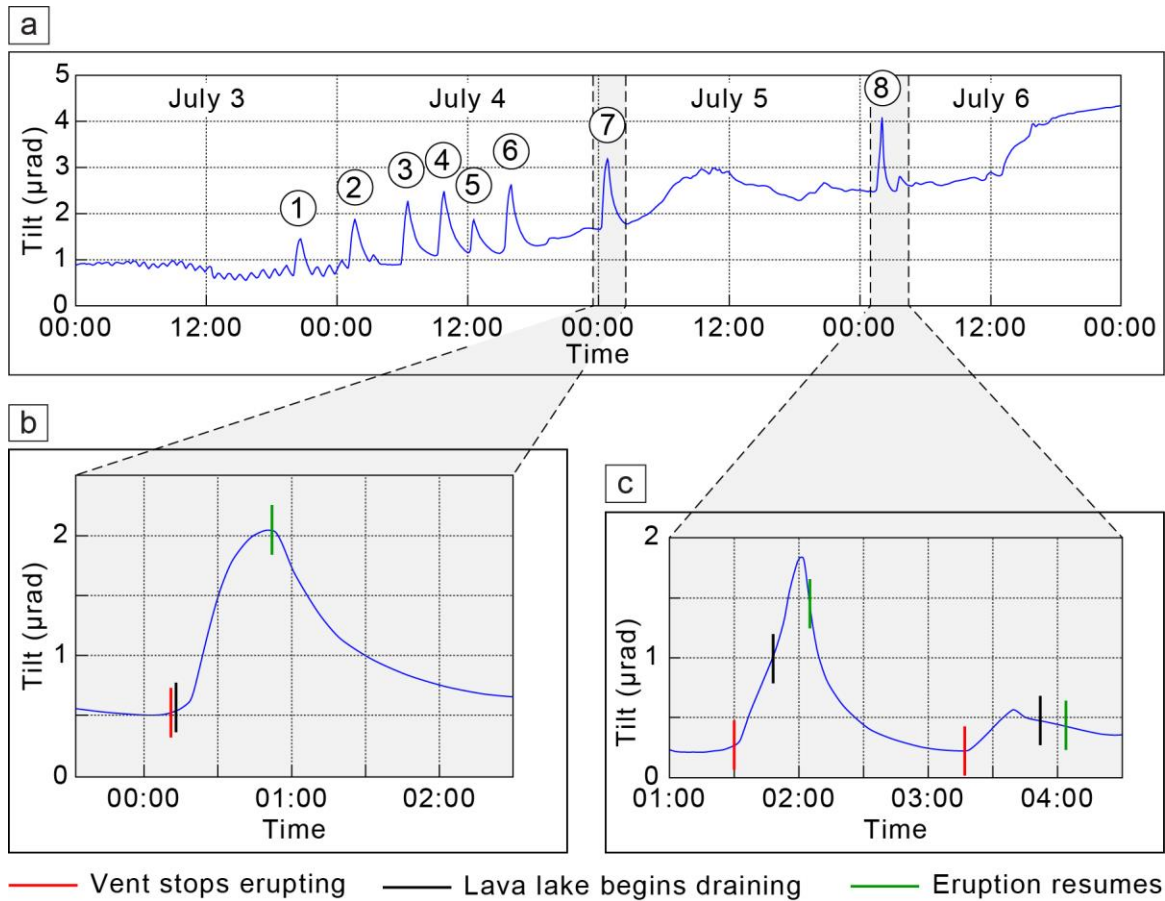 a
5
4
3
2
1
0
Tilt (μrad)
July 3 July 4 July 5 July 6
1 2 3 4 5 6 7 8
00:00 12:00 00:00 12:00 00:00 12:00 00:00 12:00 00:00
Time
b
2
1
0
Tilt (μrad)
00:00 01:00 02:00
Time
c
2
1
0
Tilt (μrad)
01:00 02:00 03:00 04:00
Time
Vent stops erupting Lava lake begins draining Eruption resumes